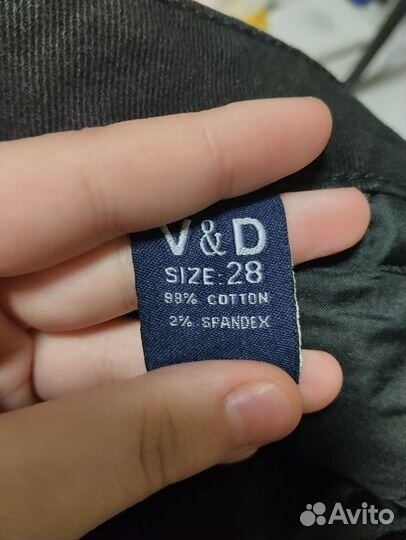 V&D
SIZE: 28
98% COTTON
2% SPANDEX
Avito